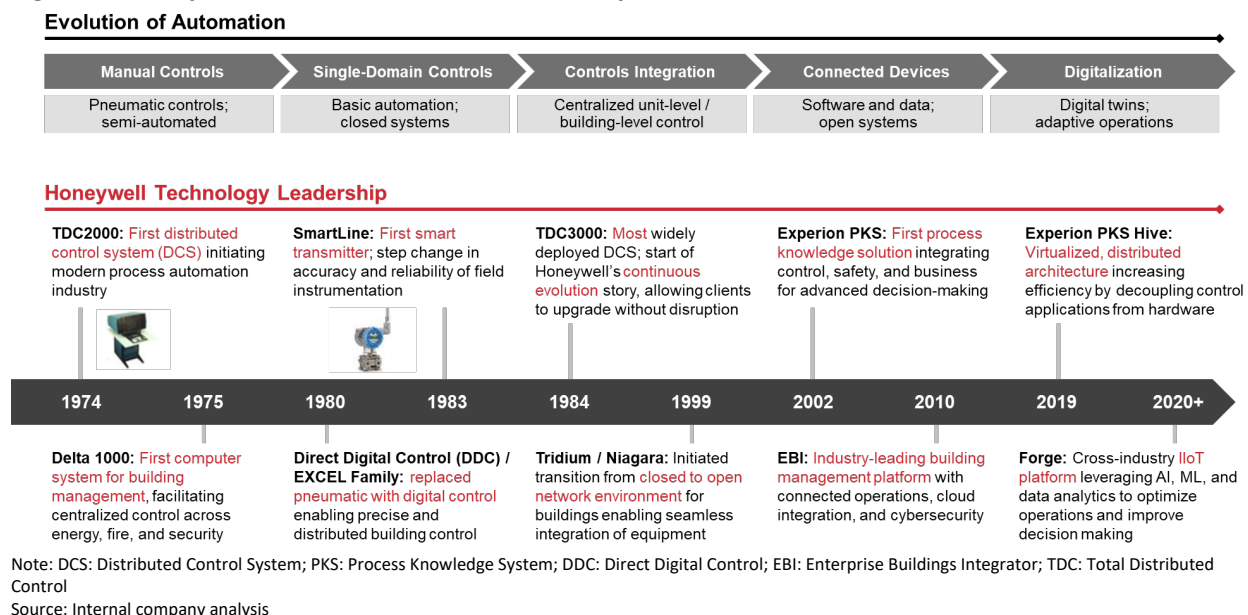 Evolution of Automation
Manual Controls
Single-Domain Controls
Controls Integration
Connected Devices
Digitalization
Pneumatic controls;
semi-automated
Basic automation;
closed systems
Centralized unit-level /
building-level control
Software and data;
open systems
Digital twins;
adaptive operations
Honeywell Technology Leadership
TDC2000: First distributed
control system (DCS) initiating
modern process automation
industry
SmartLine: First smart
transmitter; step change in
accuracy and reliability of field
instrumentation
TDC3000: Most widely
deployed DCS; start of
Honeywell's continuous
evolution story, allowing clients
to upgrade without disruption
Experion PKS: First process
knowledge solution integrating
control, safety, and business
for advanced decision-making
Experion PKS Hive:
Virtualized, distributed
architecture increasing
efficiency by decoupling control
applications from hardware
1974
1975
1980
1983
1984
1999
2002
2010
2019
2020+
Delta 1000: First computer
system for building
management, facilitating
centralized control across
energy, fire, and security
Direct Digital Control (DDC) /
EXCEL Family: replaced
pneumatic with digital control
enabling precise and
distributed building control
Tridium / Niagara: Initiated
transition from closed to open
network environment for
buildings enabling seamless
integration of equipment
EBI: Industry-leading building
management platform with
connected operations, cloud
integration, and cybersecurity
Forge: Cross-industry IIoT
platform leveraging AI, ML, and
data analytics to optimize
operations and improve
decision making
Note: DCS: Distributed Control System; PKS: Process Knowledge System; DDC: Direct Digital Control; EBI: Enterprise Buildings Integrator; TDC: Total Distributed
Control
Source: Internal company analysis